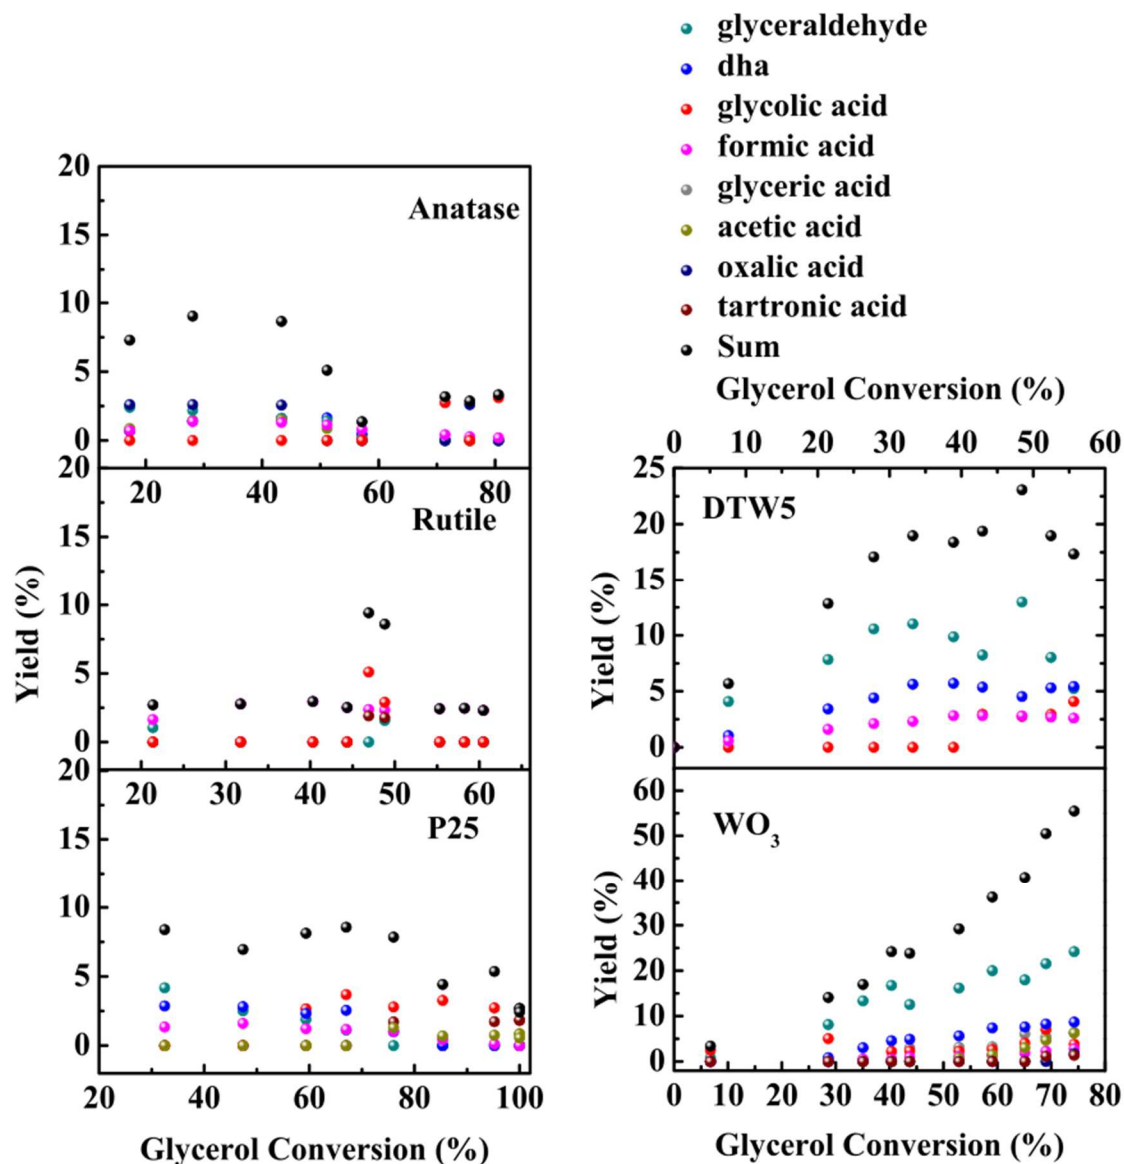 glyceraldehyde
dha
glycolic acid
formic acid
glyceric acid
acetic acid
oxalic acid
tartronic acid
Sum
Anatase
20
15
10
5
0
20 40 60 80
Rutile
20
15
10
5
0
20 30 40 50 60
P25
20
15
10
5
0
20 40 60 80 100
Yield (%)
Glycerol Conversion (%)
Glycerol Conversion (%)
0 10 20 30 40 50 60
DTW5
25
20
15
10
5
0
Yield (%)
WO3
60
50
40
30
20
10
0
Yield (%)
0 10 20 30 40 50 60 70 80
Glycerol Conversion (%)